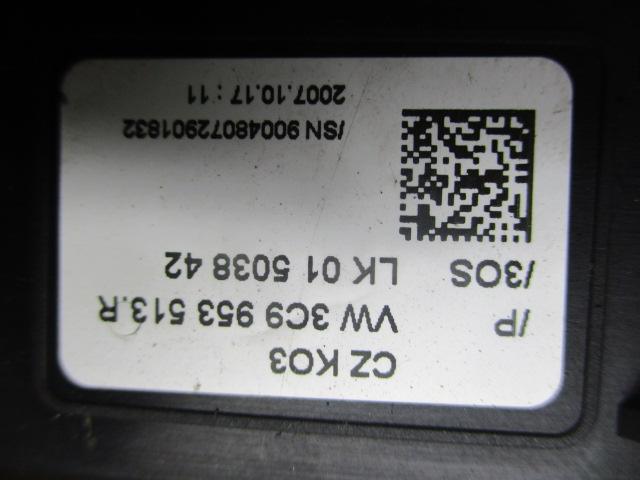 CZ KO3
/P VW 3C9 953 513.R
/3OS LK 01 5038 42
/SN 90048072901832
2007.10.17 : 11